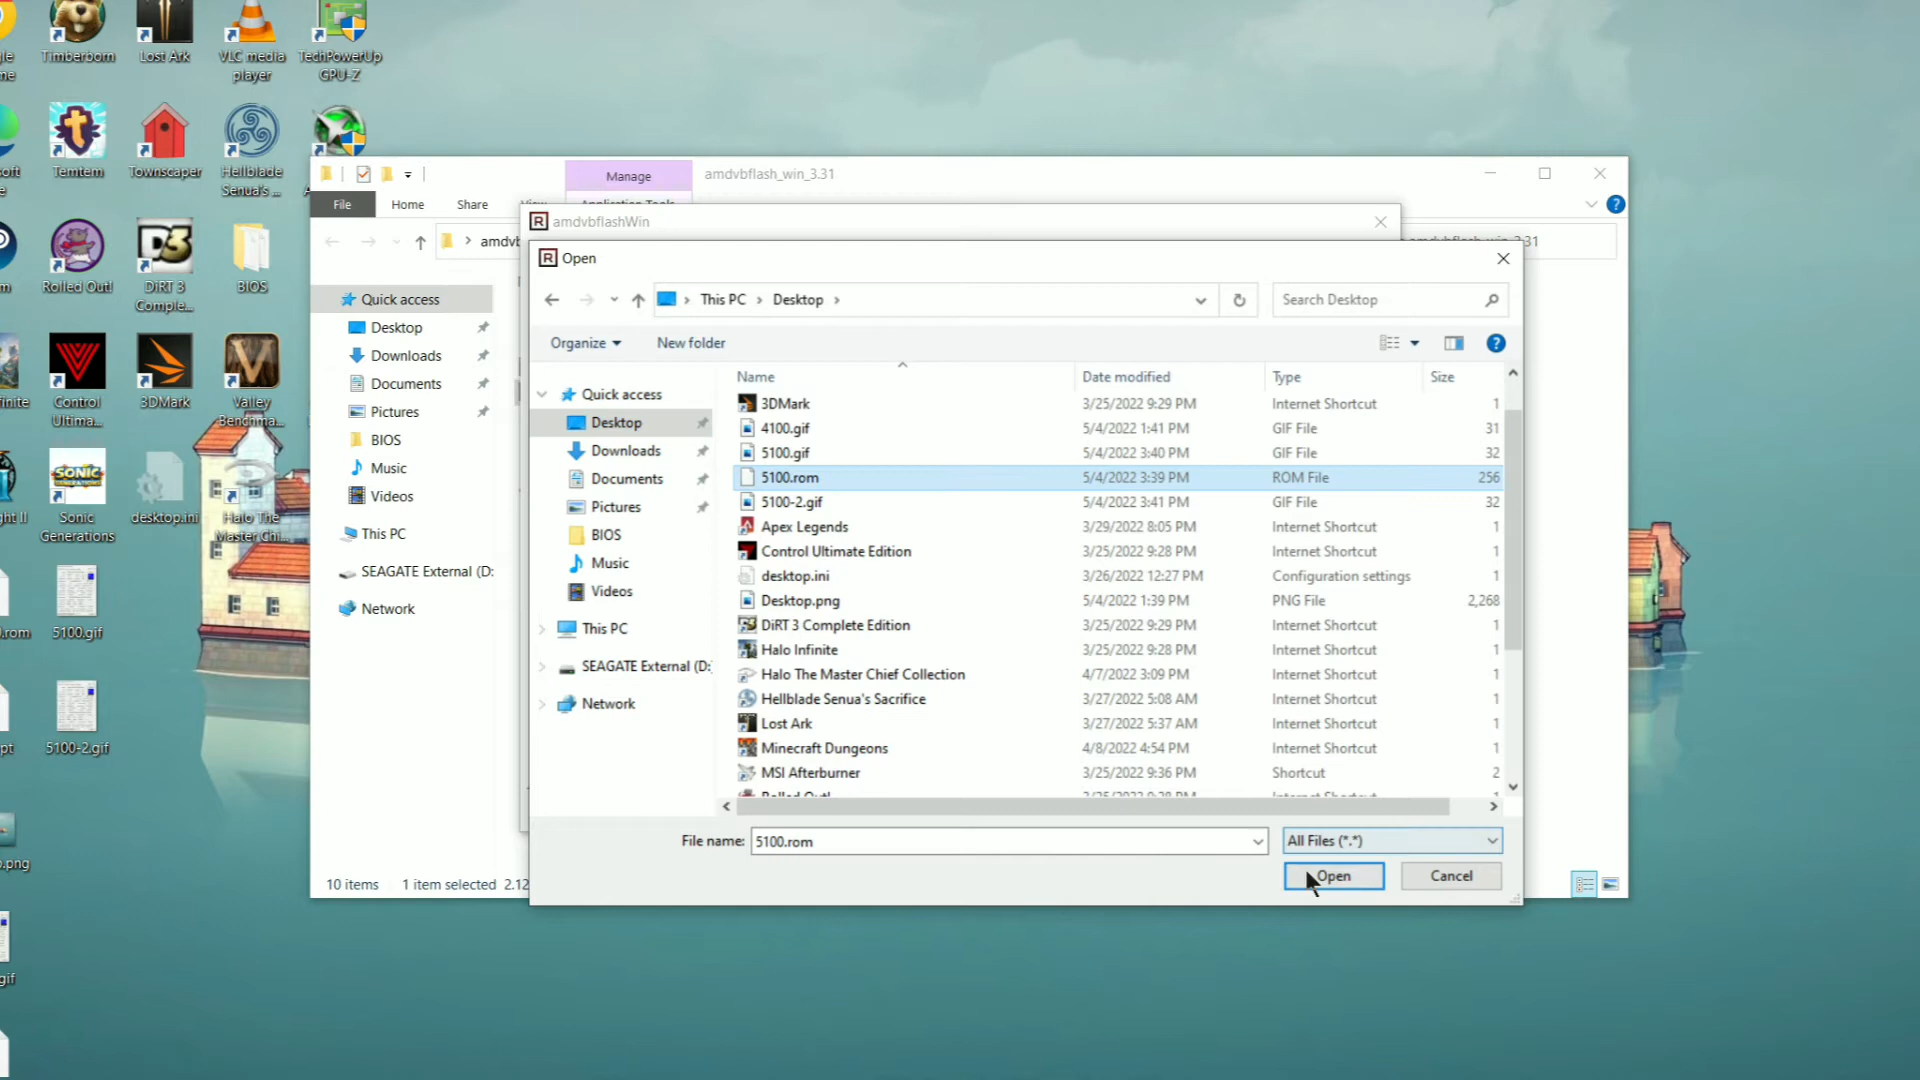 Timberborn
Lost Ark
VLC media
player
TechPowerUp
GPU-Z
Temtem
Townscaper
Hellblade
Senua's ...
Rolled Out!
DiRT 3
Comple...
BIOS
Control
Ultima...
3DMark
Valley
Benchma...
Sonic
Generations
desktop.ini
Halo The
Master Chi...
5100.gif
5100-2.gif
Manage
amdvbflash_win_3.31
File
Home
Share
View
Application Tools
amdvb
amdvbflash_win_3.31
Quick access
Desktop
Downloads
Documents
Pictures
BIOS
Music
Videos
This PC
SEAGATE External (D:
Network
10 items
1 item selected 2.12
amdvbflashWin
Open
This PC
Desktop
Search Desktop
Organize
New folder
Quick access
Desktop
Downloads
Documents
Pictures
BIOS
Music
Videos
This PC
SEAGATE External (D:
Network
Name Date modified Type Size
3DMark 3/25/2022 9:29 PM Internet Shortcut 1
4100.gif 5/4/2022 1:41 PM GIF File 31
5100.gif 5/4/2022 3:40 PM GIF File 32
5100.rom 5/4/2022 3:39 PM ROM File 256
5100-2.gif 5/4/2022 3:41 PM GIF File 32
Apex Legends 3/29/2022 8:05 PM Internet Shortcut 1
Control Ultimate Edition 3/25/2022 9:28 PM Internet Shortcut 1
desktop.ini 3/26/2022 12:27 PM Configuration settings 1
Desktop.png 5/4/2022 1:39 PM PNG File 2,268
DiRT 3 Complete Edition 3/25/2022 9:29 PM Internet Shortcut 1
Halo Infinite 3/25/2022 9:28 PM Internet Shortcut 1
Halo The Master Chief Collection 4/7/2022 3:09 PM Internet Shortcut 1
Hellblade Senua's Sacrifice 3/27/2022 5:08 AM Internet Shortcut 1
Lost Ark 3/27/2022 5:37 AM Internet Shortcut 1
Minecraft Dungeons 4/8/2022 4:54 PM Internet Shortcut 1
MSI Afterburner 3/25/2022 9:36 PM Shortcut 2
Rolled Out! 3/25/2022 9:28 PM Internet Shortcut 1
File name: 5100.rom
All Files (*.*)
Open
Cancel